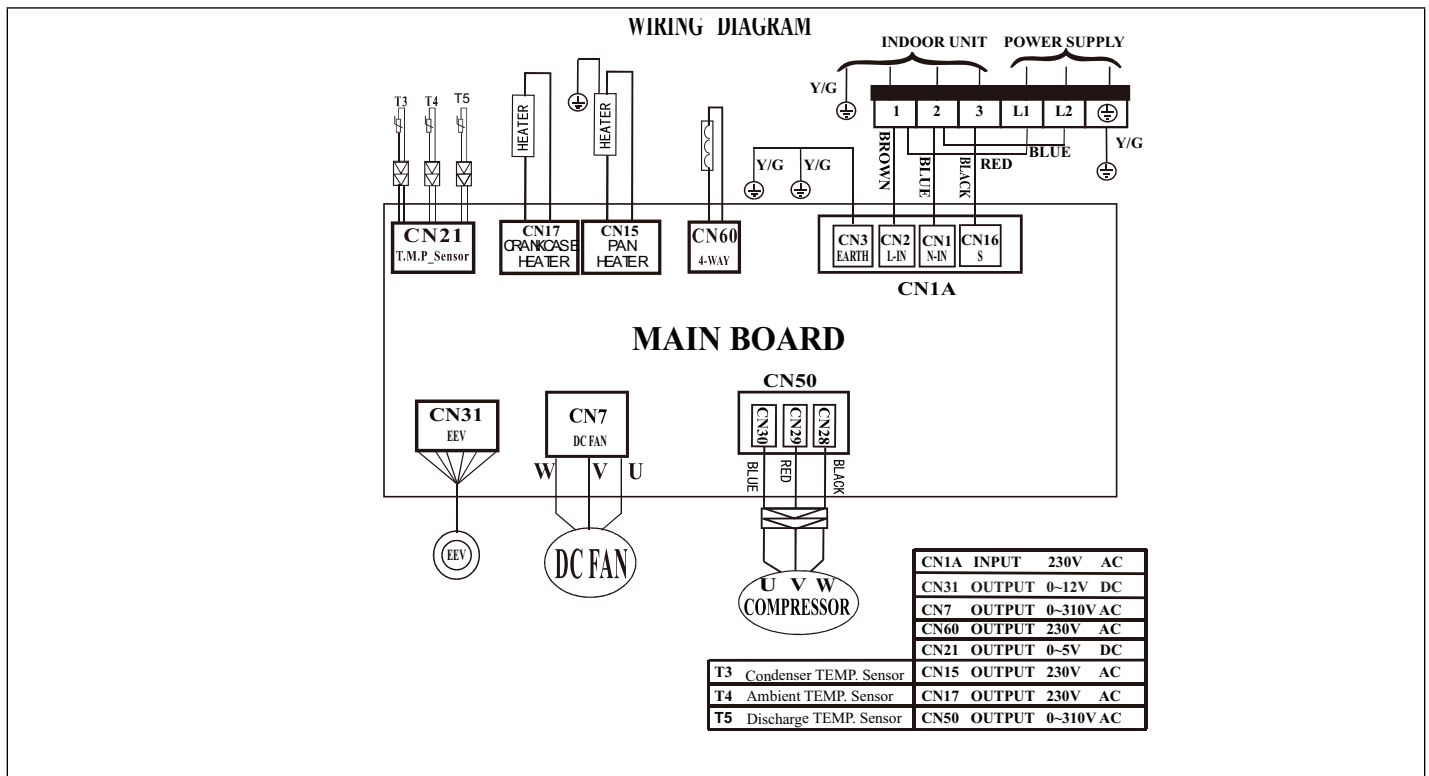 WIRING DIAGRAM
INDOOR UNIT POWER SUPPLY
Y/G
1 2 3 L1 L2
Y/G
BROWN
BLUE
BLACK
RED
BLUE
T3 T4 T5
HEATER
HEATER
Y/G Y/G
CN21
T.M.P_Sensor
CN17
CRANKCASE
HEATER
CN15
PAN
HEATER
CN60
4-WAY
CN3
EARTH
CN2
L-IN
CN1
N-IN
CN16
S
CN1A
MAIN BOARD
CN31
EEV
CN7
DC FAN
CN50
CN30
CN29
CN28
W V U
BLUE
RED
BLACK
EEV
DC FAN
U V W
COMPRESSOR
CN1A INPUT 230V AC
CN31 OUTPUT 0~12V DC
CN7 OUTPUT 0~310V AC
CN60 OUTPUT 230V AC
CN21 OUTPUT 0~5V DC
T3 Condenser TEMP. Sensor CN15 OUTPUT 230V AC
T4 Ambient TEMP. Sensor CN17 OUTPUT 230V AC
T5 Discharge TEMP. Sensor CN50 OUTPUT 0~310V AC